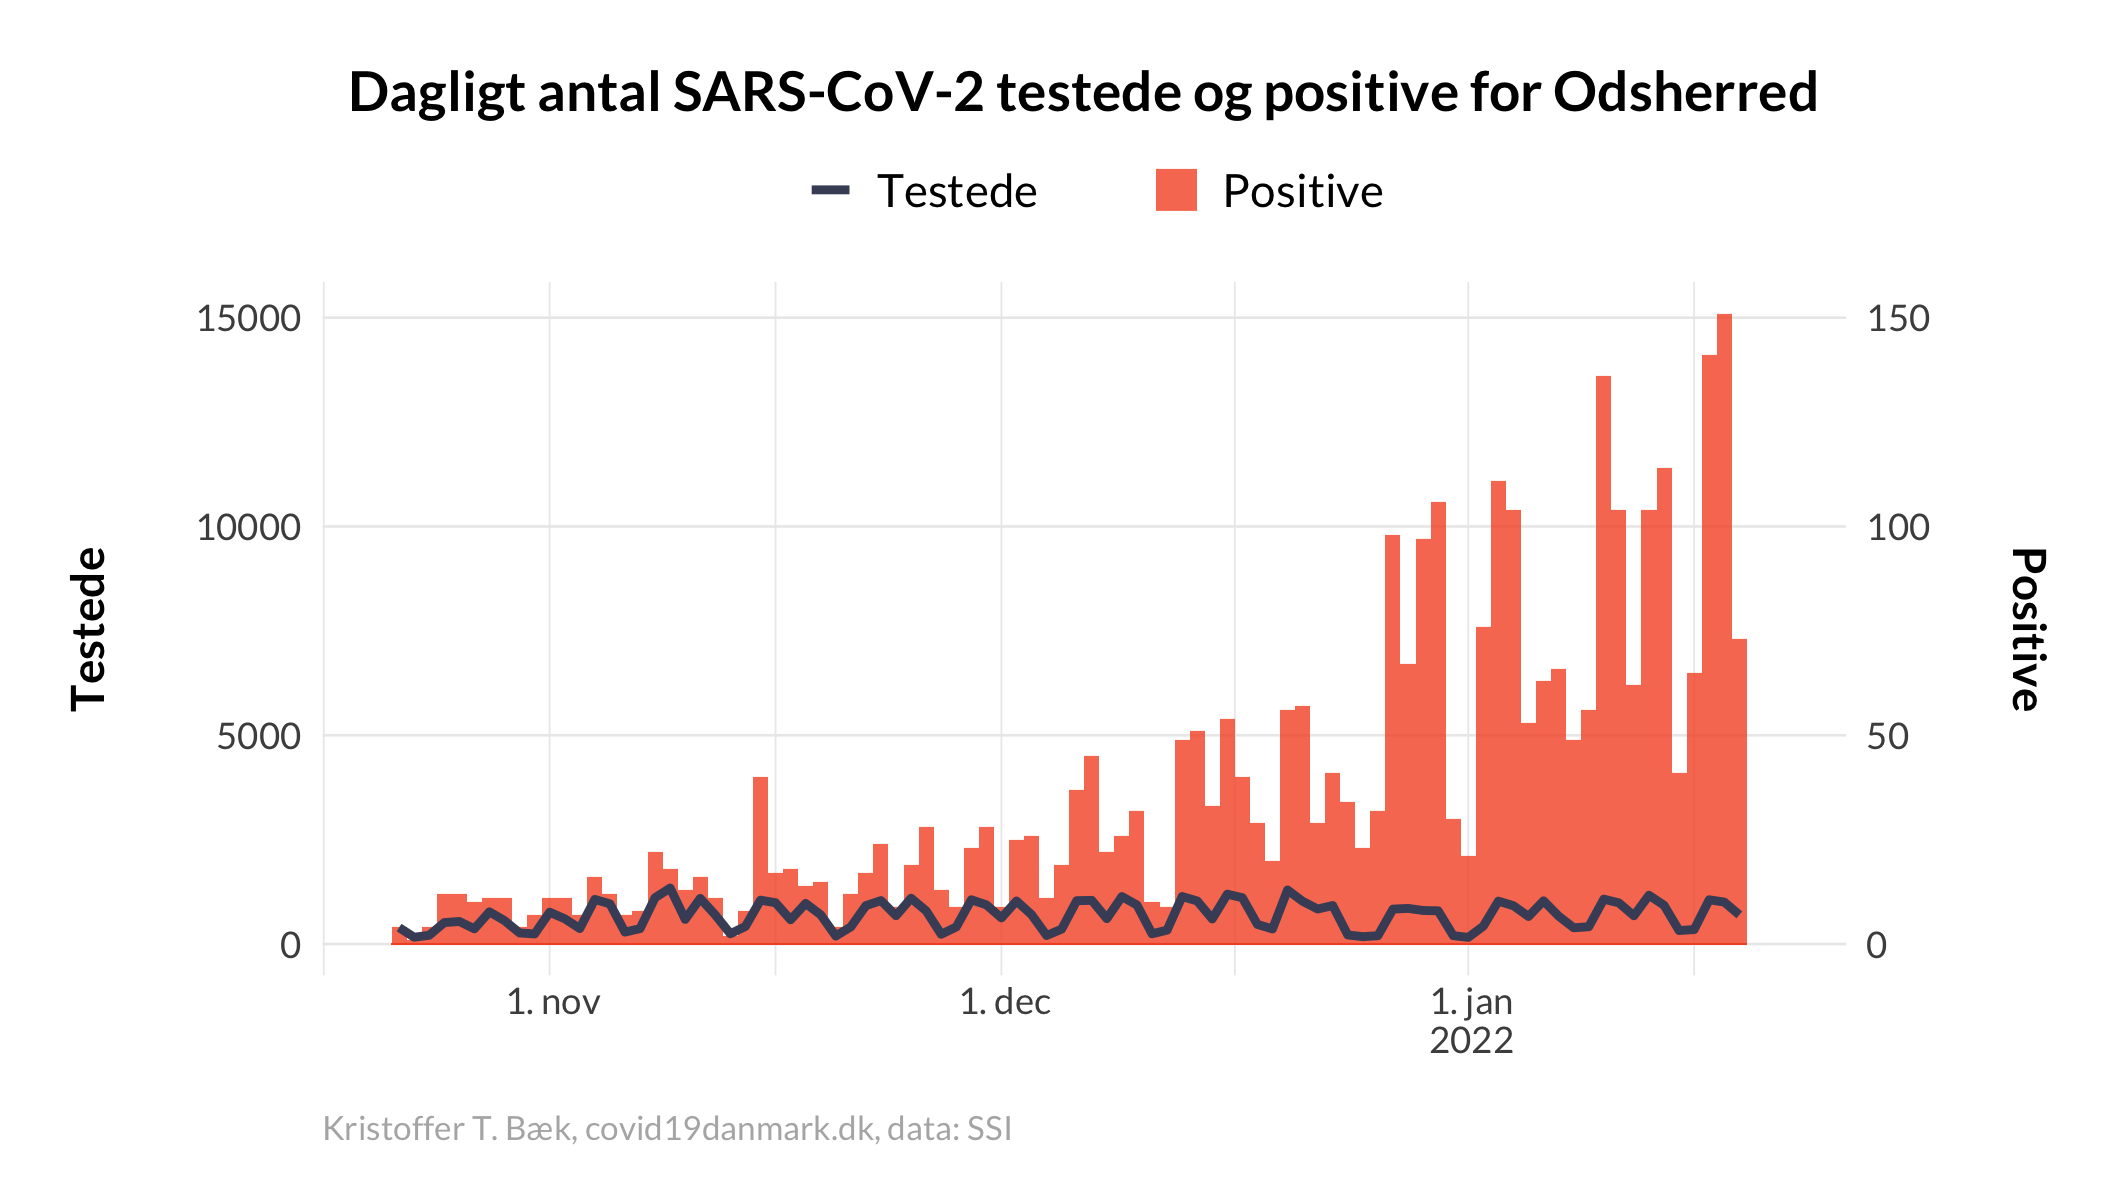 Dagligt antal SARS-CoV-2 testede og positive for Odsherred
Testede
Positive
15000
10000
5000
0
150
100
50
0
Testede
Positive
1. nov
1. dec
1. jan
2022
Kristoffer T. Bæk, covid19danmark.dk, data: SSI